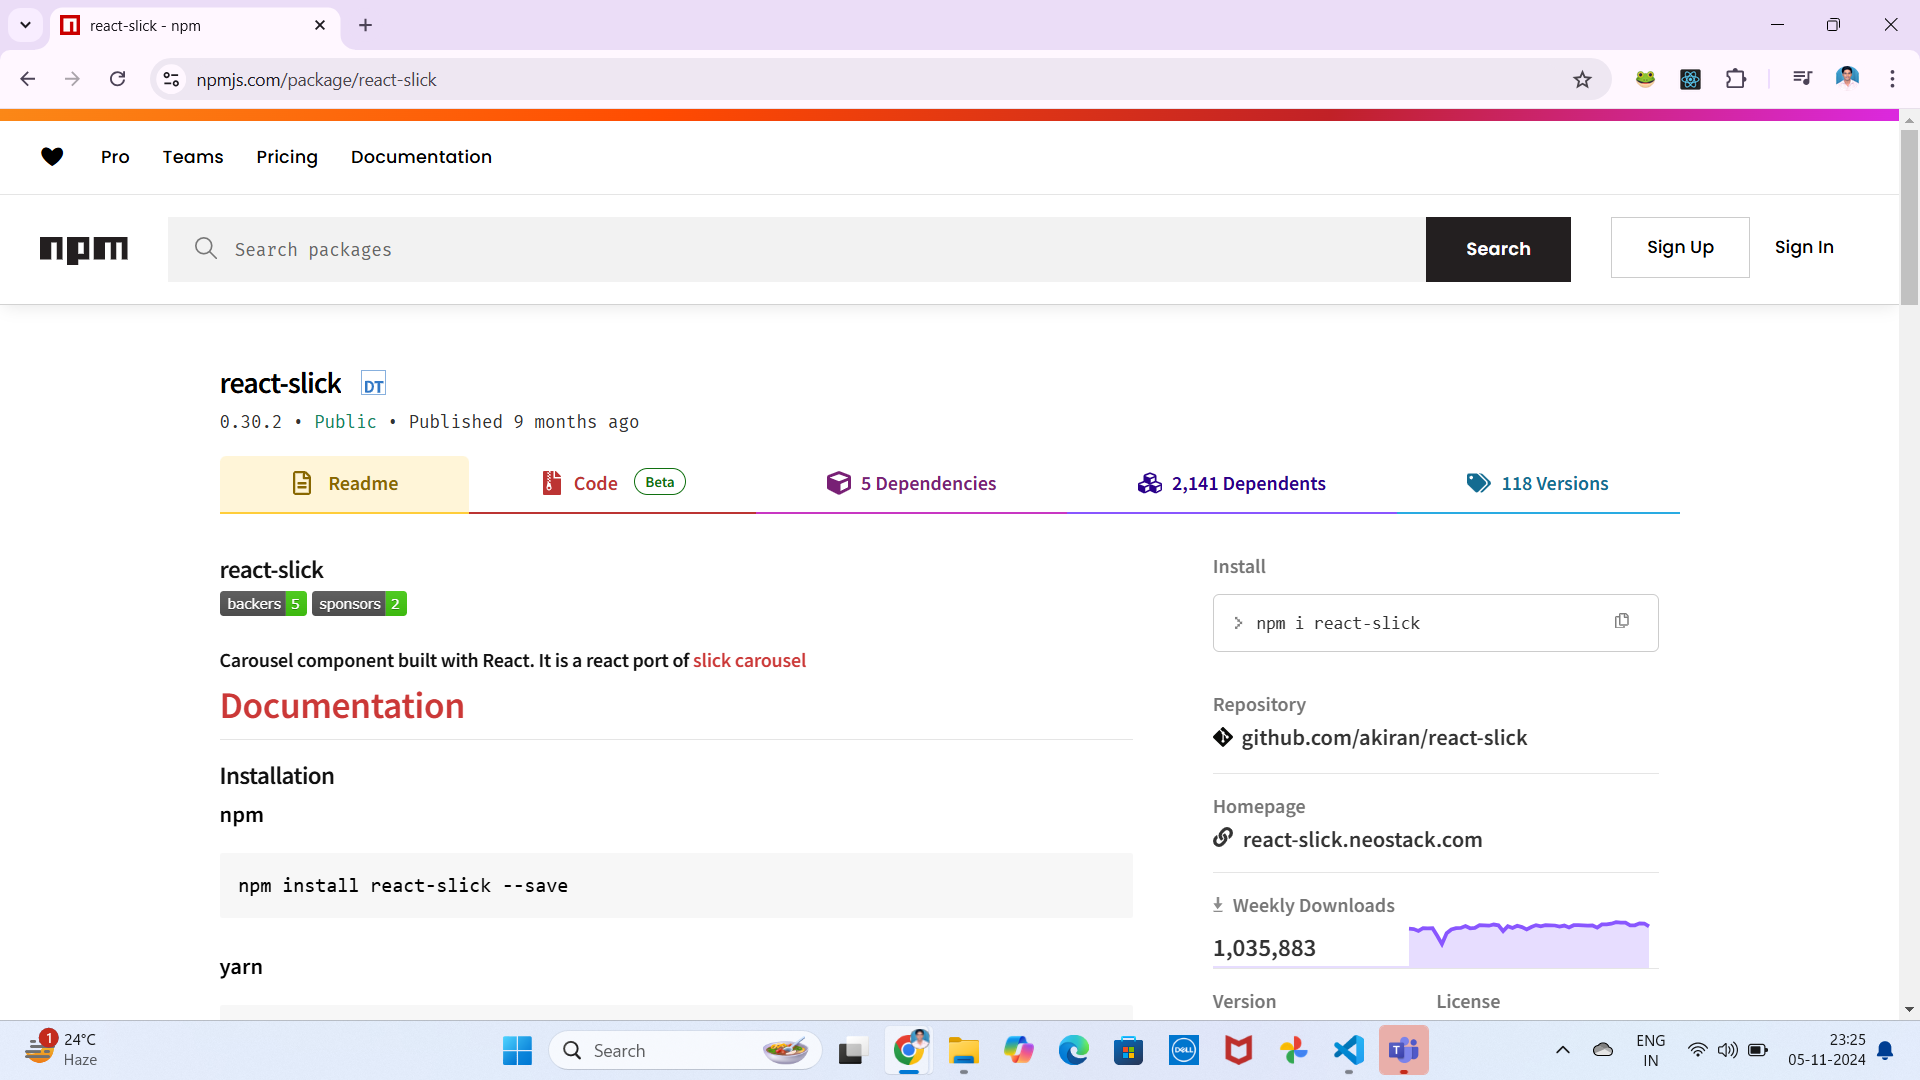 react-slick - npm
npmjs.com/package/react-slick
Pro Teams Pricing Documentation
npm Search packages Search Sign Up Sign In
react-slick DT
0.30.2 • Public • Published 9 months ago
Readme Code Beta 5 Dependencies 2,141 Dependents 118 Versions
react-slick
backers 5 sponsors 2
Carousel component built with React. It is a react port of slick carousel
Documentation
Installation
npm
npm install react-slick --save
yarn
Install
> npm i react-slick
Repository
github.com/akiran/react-slick
Homepage
react-slick.neostack.com
Weekly Downloads
1,035,883
Version License
1 24°C
Haze
Search
DELL
T
ENG
IN
23:25
05-11-2024